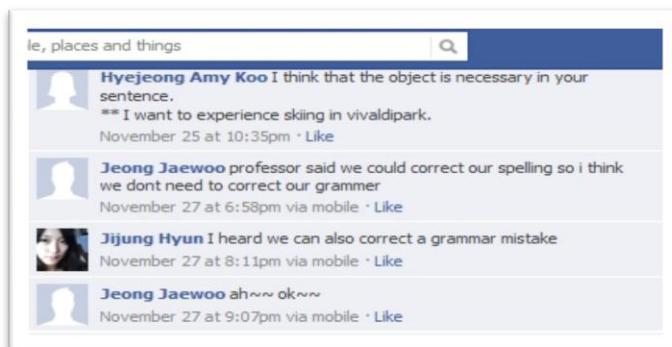 le, places and things
Hyejeong Amy Koo I think that the object is necessary in your
sentence.
** I want to experience skiing in vivaldipark.
November 25 at 10:35pm · Like
Jeong Jaewoo professor said we could correct our spelling so i think
we dont need to correct our grammer
November 27 at 6:58pm via mobile · Like
Jijung Hyun I heard we can also correct a grammar mistake
November 27 at 8:11pm via mobile · Like
Jeong Jaewoo ah~~ ok~~
November 27 at 9:07pm via mobile · Like